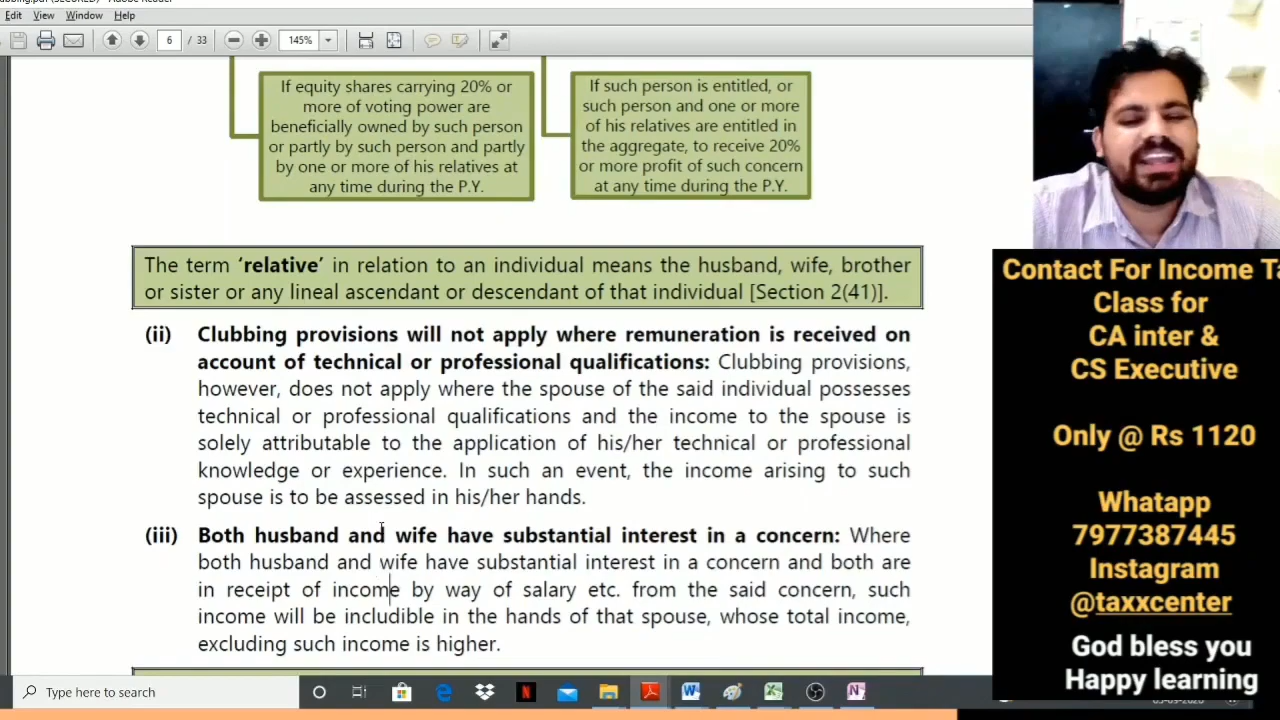 Edit View Window Help
6 / 33
145%
If equity shares carrying 20% or
more of voting power are
beneficially owned by such person
or partly by such person and partly
by one or more of his relatives at
any time during the P.Y.
If such person is entitled, or
such person and one or more
of his relatives are entitled in
the aggregate, to receive 20%
or more profit of such concern
at any time during the P.Y.
The term ‘relative’ in relation to an individual means the husband, wife, brother
or sister or any lineal ascendant or descendant of that individual [Section 2(41)].
(ii) Clubbing provisions will not apply where remuneration is received on
account of technical or professional qualifications: Clubbing provisions,
however, does not apply where the spouse of the said individual possesses
technical or professional qualifications and the income to the spouse is
solely attributable to the application of his/her technical or professional
knowledge or experience. In such an event, the income arising to such
spouse is to be assessed in his/her hands.
(iii) Both husband and wife have substantial interest in a concern: Where
both husband and wife have substantial interest in a concern and both are
in receipt of income by way of salary etc. from the said concern, such
income will be includible in the hands of that spouse, whose total income,
excluding such income is higher.
Contact For Income Ta
Class for
CA inter &
CS Executive
Only @ Rs 1120
Whatapp
7977387445
Instagram
@taxxcenter
God bless you
Happy learning
Type here to search